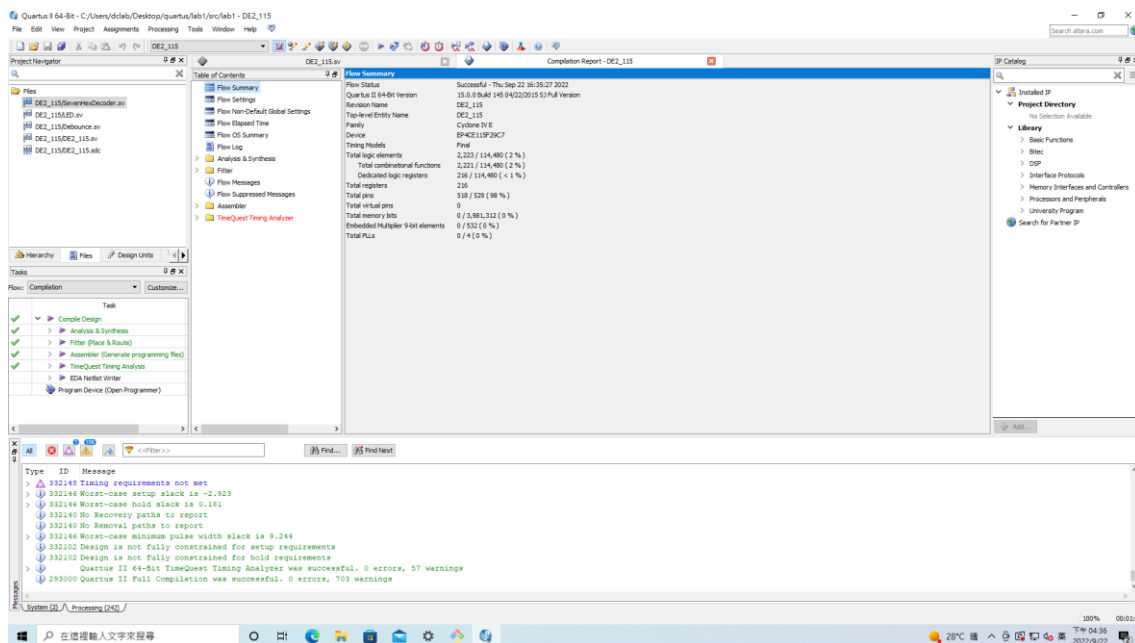 Quartus II 64-Bit - C:/Users/dclab/Desktop/quartus/lab1/src/lab1 - DE2_115
File Edit View Project Assignments Processing Tools Window Help
Search altera.com
DE2_115
Project Navigator
Files
DE2_115/SevenHexDecoder.sv
DE2_115/LED.sv
DE2_115/Debounce.sv
DE2_115/DE2_115.sv
DE2_115/DE2_115.sdc
Hierarchy Files Design Units
Tasks
Flow: Compilation Customize...
Task
Compile Design
Analysis & Synthesis
Fitter (Place & Route)
Assembler (Generate programming files)
TimeQuest Timing Analysis
EDA Netlist Writer
Program Device (Open Programmer)
DE2_115.sv
Compilation Report - DE2_115
Table of Contents
Flow Summary
Flow Settings
Flow Non-Default Global Settings
Flow Elapsed Time
Flow OS Summary
Flow Log
Analysis & Synthesis
Fitter
Flow Messages
Flow Suppressed Messages
Assembler
TimeQuest Timing Analyzer
Flow Summary
Flow Status Successful - Thu Sep 22 16:35:27 2022
Quartus II 64-Bit Version 15.0.0 Build 145 04/22/2015 SJ Full Version
Revision Name DE2_115
Top-level Entity Name DE2_115
Family Cyclone IV E
Device EP4CE115F29C7
Timing Models Final
Total logic elements 2,223 / 114,480 ( 2 % )
Total combinational functions 2,221 / 114,480 ( 2 % )
Dedicated logic registers 216 / 114,480 ( < 1 % )
Total registers 216
Total pins 518 / 529 ( 98 % )
Total virtual pins 0
Total memory bits 0 / 3,981,312 ( 0 % )
Embedded Multiplier 9-bit elements 0 / 532 ( 0 % )
Total PLLs 0 / 4 ( 0 % )
IP Catalog
Installed IP
Project Directory
No Selection Available
Library
Basic Functions
Bitec
DSP
Interface Protocols
Memory Interfaces and Controllers
Processors and Peripherals
University Program
Search for Partner IP
Add...
All <<Filter>> Find... Find Next
Type ID Message
332148 Timing requirements not met
332146 Worst-case setup slack is -2.923
332146 Worst-case hold slack is 0.181
332140 No Recovery paths to report
332140 No Removal paths to report
332146 Worst-case minimum pulse width slack is 9.244
332102 Design is not fully constrained for setup requirements
332102 Design is not fully constrained for hold requirements
Quartus II 64-Bit TimeQuest Timing Analyzer was successful. 0 errors, 57 warnings
293000 Quartus II Full Compilation was successful. 0 errors, 703 warnings
Messages
System (2) Processing (242)
100%
在這裡輸入文字來搜尋
28°C
英
下午 04:36
2022/9/22